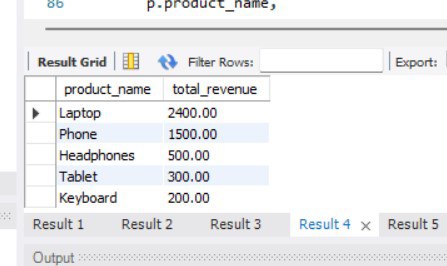 86 p.product_name,
Result Grid Filter Rows: Export:
product_name total_revenue
Laptop 2400.00
Phone 1500.00
Headphones 500.00
Tablet 300.00
Keyboard 200.00
Result 1 Result 2 Result 3 Result 4 × Result 5
Output